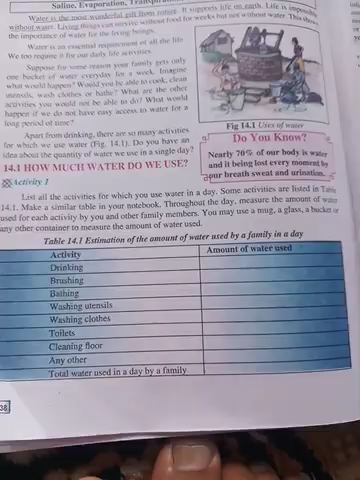 Saline, Evaporation,
Water is the most wonderful gift from nature. It supports life on earth. Life is impossible
without water. Living things can survive without food for weeks but not without water. This shows
the importance of water for the living beings.
Water is an essential requirement of all the life
We too require it for our daily life activities.
Suppose for some reason your family gets only
one bucket of water everyday for a week. Imagine
what would happen? Would you be able to cook, clean
utensils, wash clothes or bathe? What are the other
activities you would not be able to do? What would
happen if we do not have easy access to water for a
long period of time?
Apart from drinking, there are so many activities
for which we use water (Fig. 14.1). Do you have an
idea about the quantity of water we use in a single day?
Fig 14.1 Uses of water
Do You Know?
Nearly 70% of our body is water
and it being lost every moment by
our breath sweat and urination.
14.1 HOW MUCH WATER DO WE USE?
Activity 1
List all the activities for which you use water in a day. Some activities are listed in Table
14.1. Make a similar table in your notebook. Throughout the day, measure the amount of water
used for each activity by you and other family members. You may use a mug, a glass, a bucket or
any other container to measure the amount of water used.
Table 14.1 Estimation of the amount of water used by a family in a day
Activity Amount of water used
Drinking
Brushing
Bathing
Washing utensils
Washing clothes
Toilets
Cleaning floor
Any other
Total water used in a day by a family
38